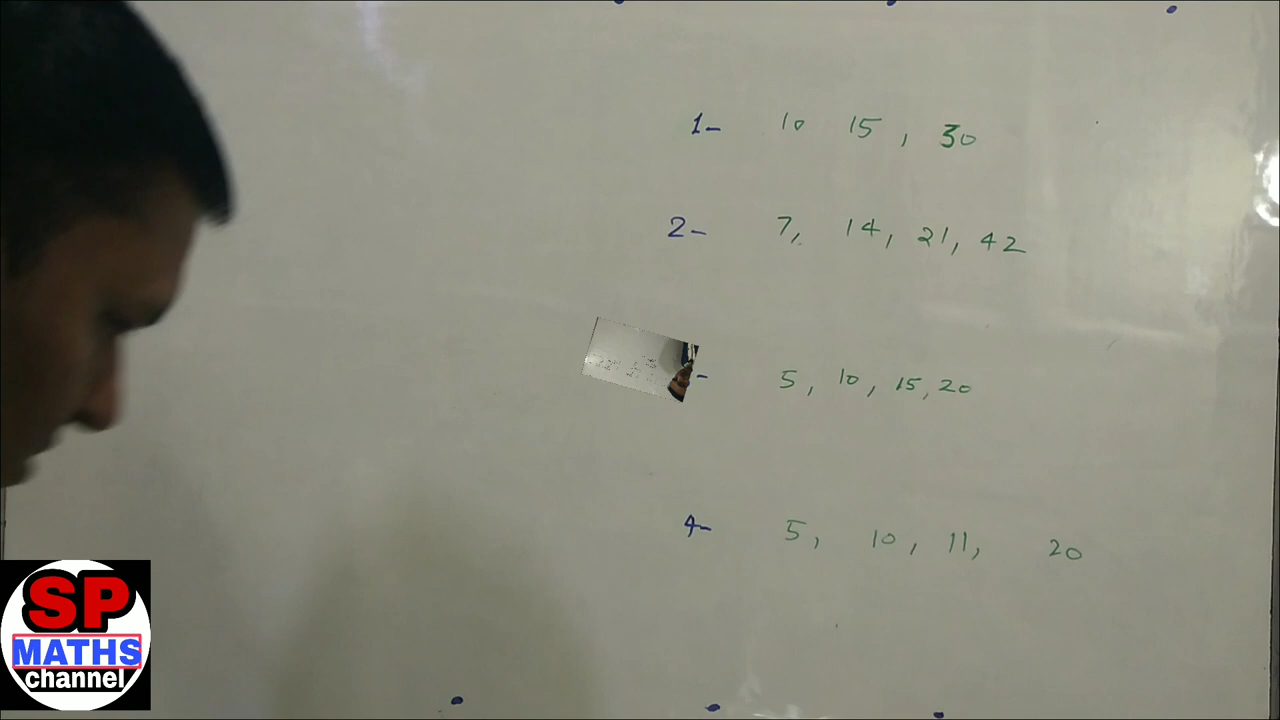 1- 10 15, 30
2- 7, 14, 21, 42
- 5, 10, 15, 20
4- 5, 10, 11, 20
SP
MATHS
channel